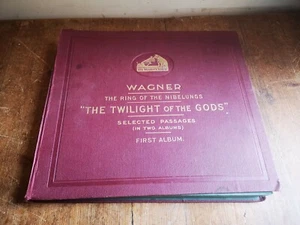 WAGNER
THE RING OF THE NIBELUNGS
"THE TWILIGHT OF THE GODS"
SELECTED PASSAGES
(IN TWO ALBUMS)
FIRST ALBUM.